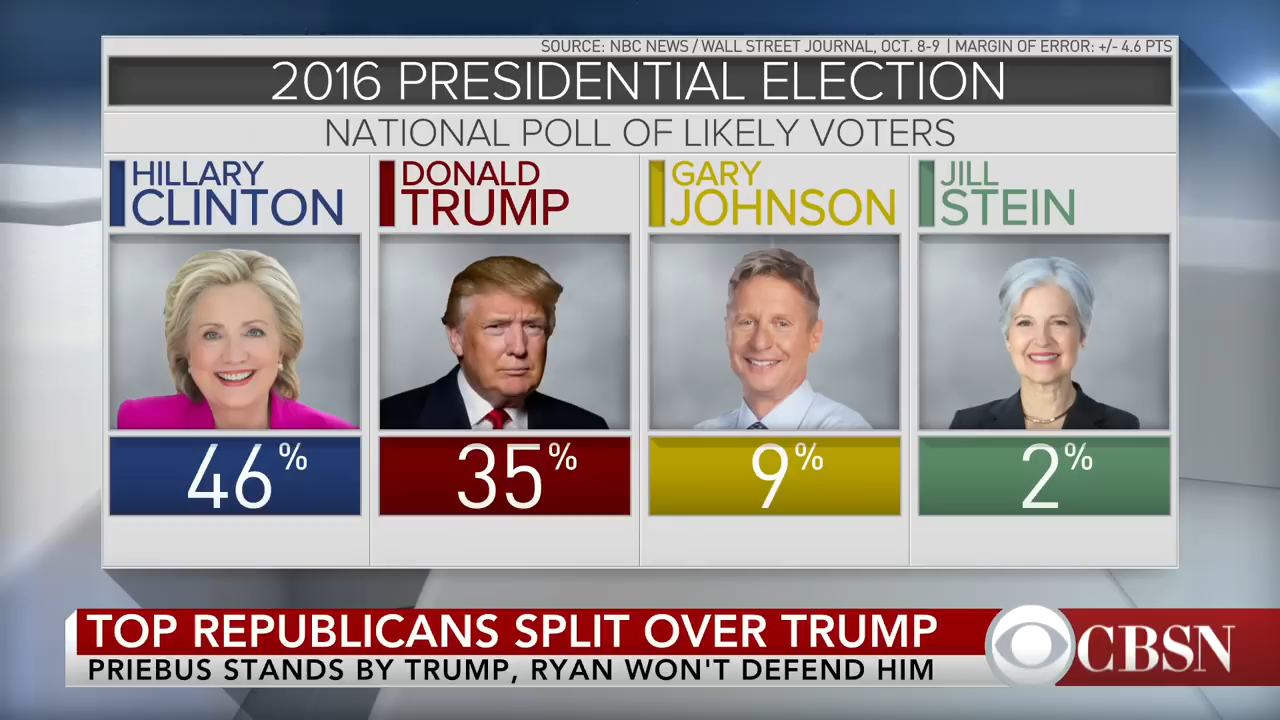 SOURCE: NBC NEWS / WALL STREET JOURNAL, OCT. 8-9 | MARGIN OF ERROR: +/- 4.6 PTS
2016 PRESIDENTIAL ELECTION
NATIONAL POLL OF LIKELY VOTERS
HILLARY
CLINTON
DONALD
TRUMP
GARY
JOHNSON
JILL
STEIN
46%
35%
9%
2%
TOP REPUBLICANS SPLIT OVER TRUMP
PRIEBUS STANDS BY TRUMP, RYAN WON'T DEFEND HIM
CBSN